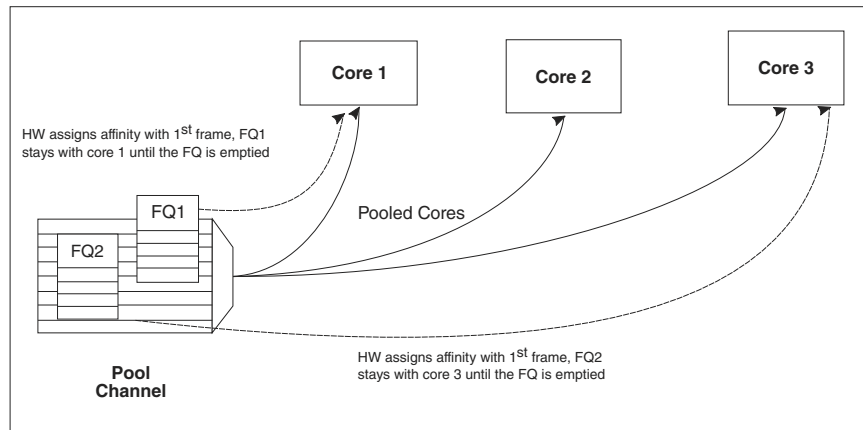 Core 1
Core 2
Core 3
HW assigns affinity with 1st frame, FQ1
stays with core 1 until the FQ is emptied
FQ1
Pooled Cores
FQ2
HW assigns affinity with 1st frame, FQ2
stays with core 3 until the FQ is emptied
Pool
Channel